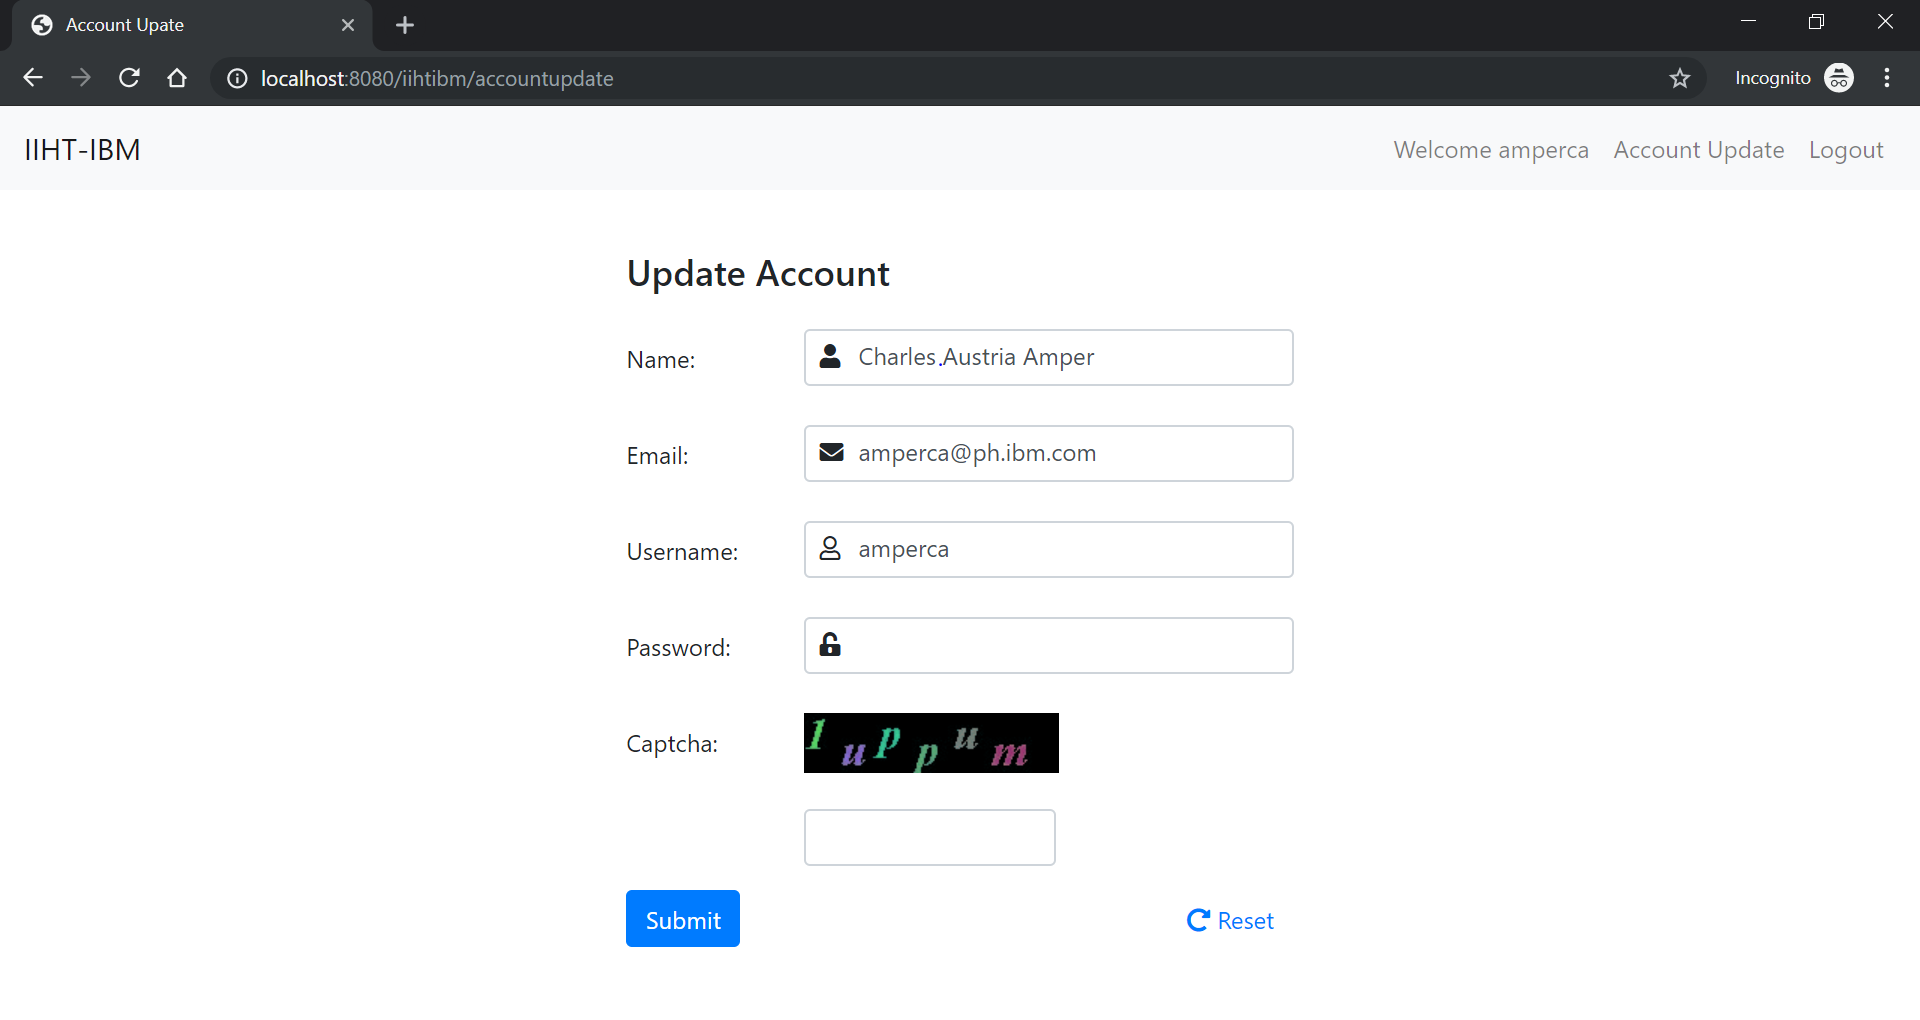 Account Upate
localhost:8080/iihtibm/accountupdate
Incognito
IIHT-IBM
Welcome amperca Account Update Logout
Update Account
Name: Charles.Austria Amper
Email: amperca@ph.ibm.com
Username: amperca
Password:
Captcha: 1uppum
Submit Reset